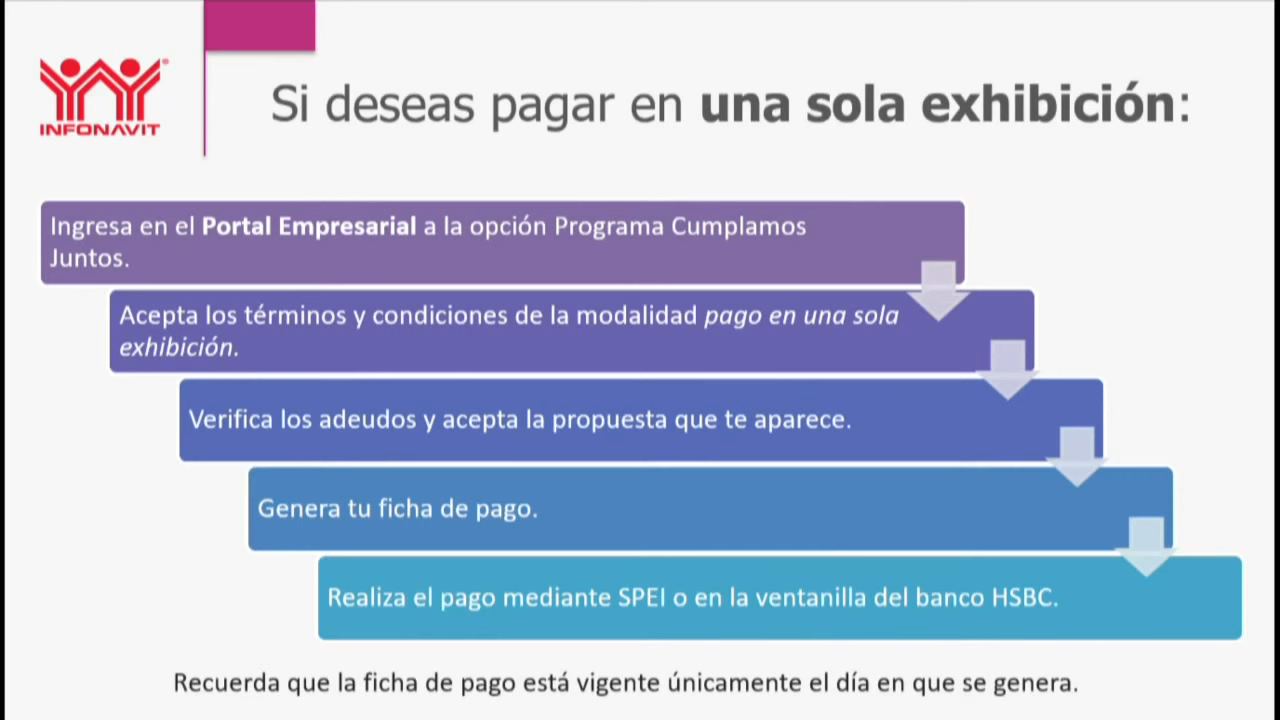 INFONAVIT
Si deseas pagar en una sola exhibición:
Ingresa en el Portal Empresarial a la opción Programa Cumplamos
Juntos.
Acepta los términos y condiciones de la modalidad pago en una sola
exhibición.
Verifica los adeudos y acepta la propuesta que te aparece.
Genera tu ficha de pago.
Realiza el pago mediante SPEI o en la ventanilla del banco HSBC.
Recuerda que la ficha de pago está vigente únicamente el día en que se genera.